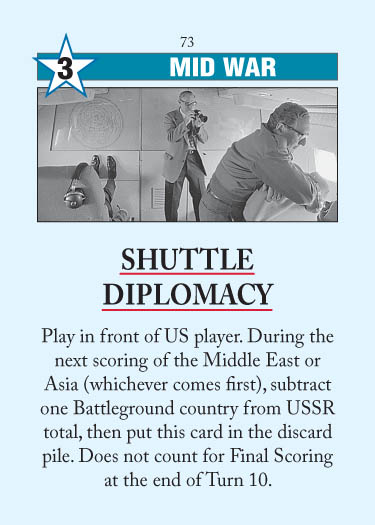 73
3
MID WAR
SHUTTLE
DIPLOMACY
Play in front of US player. During the
next scoring of the Middle East or
Asia (whichever comes first), subtract
one Battleground country from USSR
total, then put this card in the discard
pile. Does not count for Final Scoring
at the end of Turn 10.